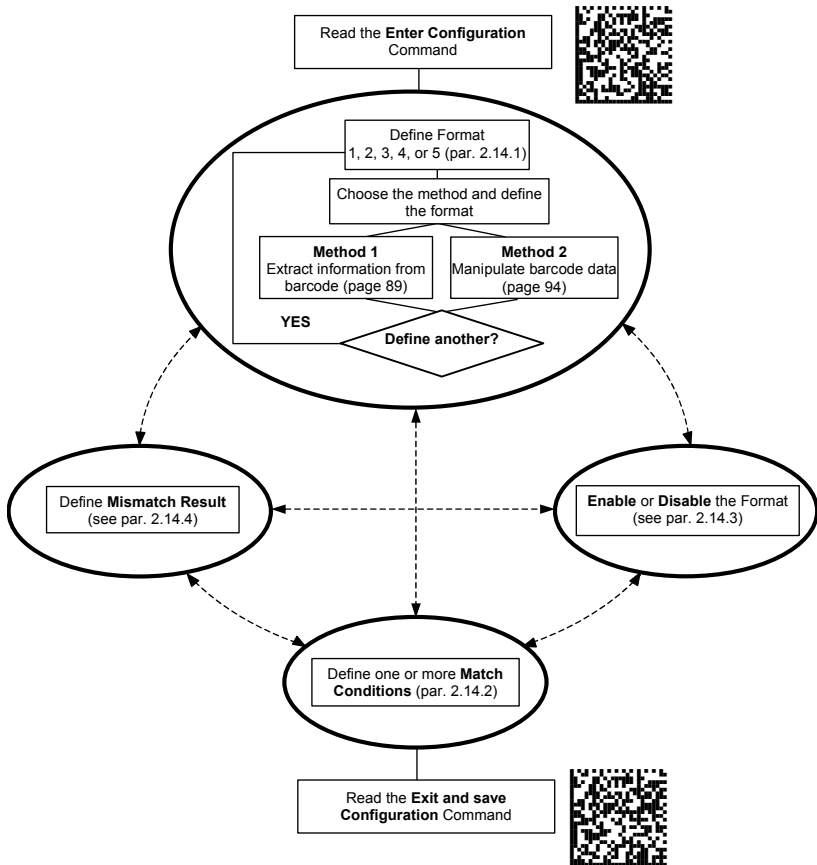 Read the Enter Configuration
Command
Define Format
1, 2, 3, 4, or 5 (par. 2.14.1)
Choose the method and define
the format
Method 1
Extract information from
barcode (page 89)
Method 2
Manipulate barcode data
(page 94)
YES
Define another?
Define Mismatch Result
(see par. 2.14.4)
Enable or Disable the Format
(see par. 2.14.3)
Define one or more Match
Conditions (par. 2.14.2)
Read the Exit and save
Configuration Command